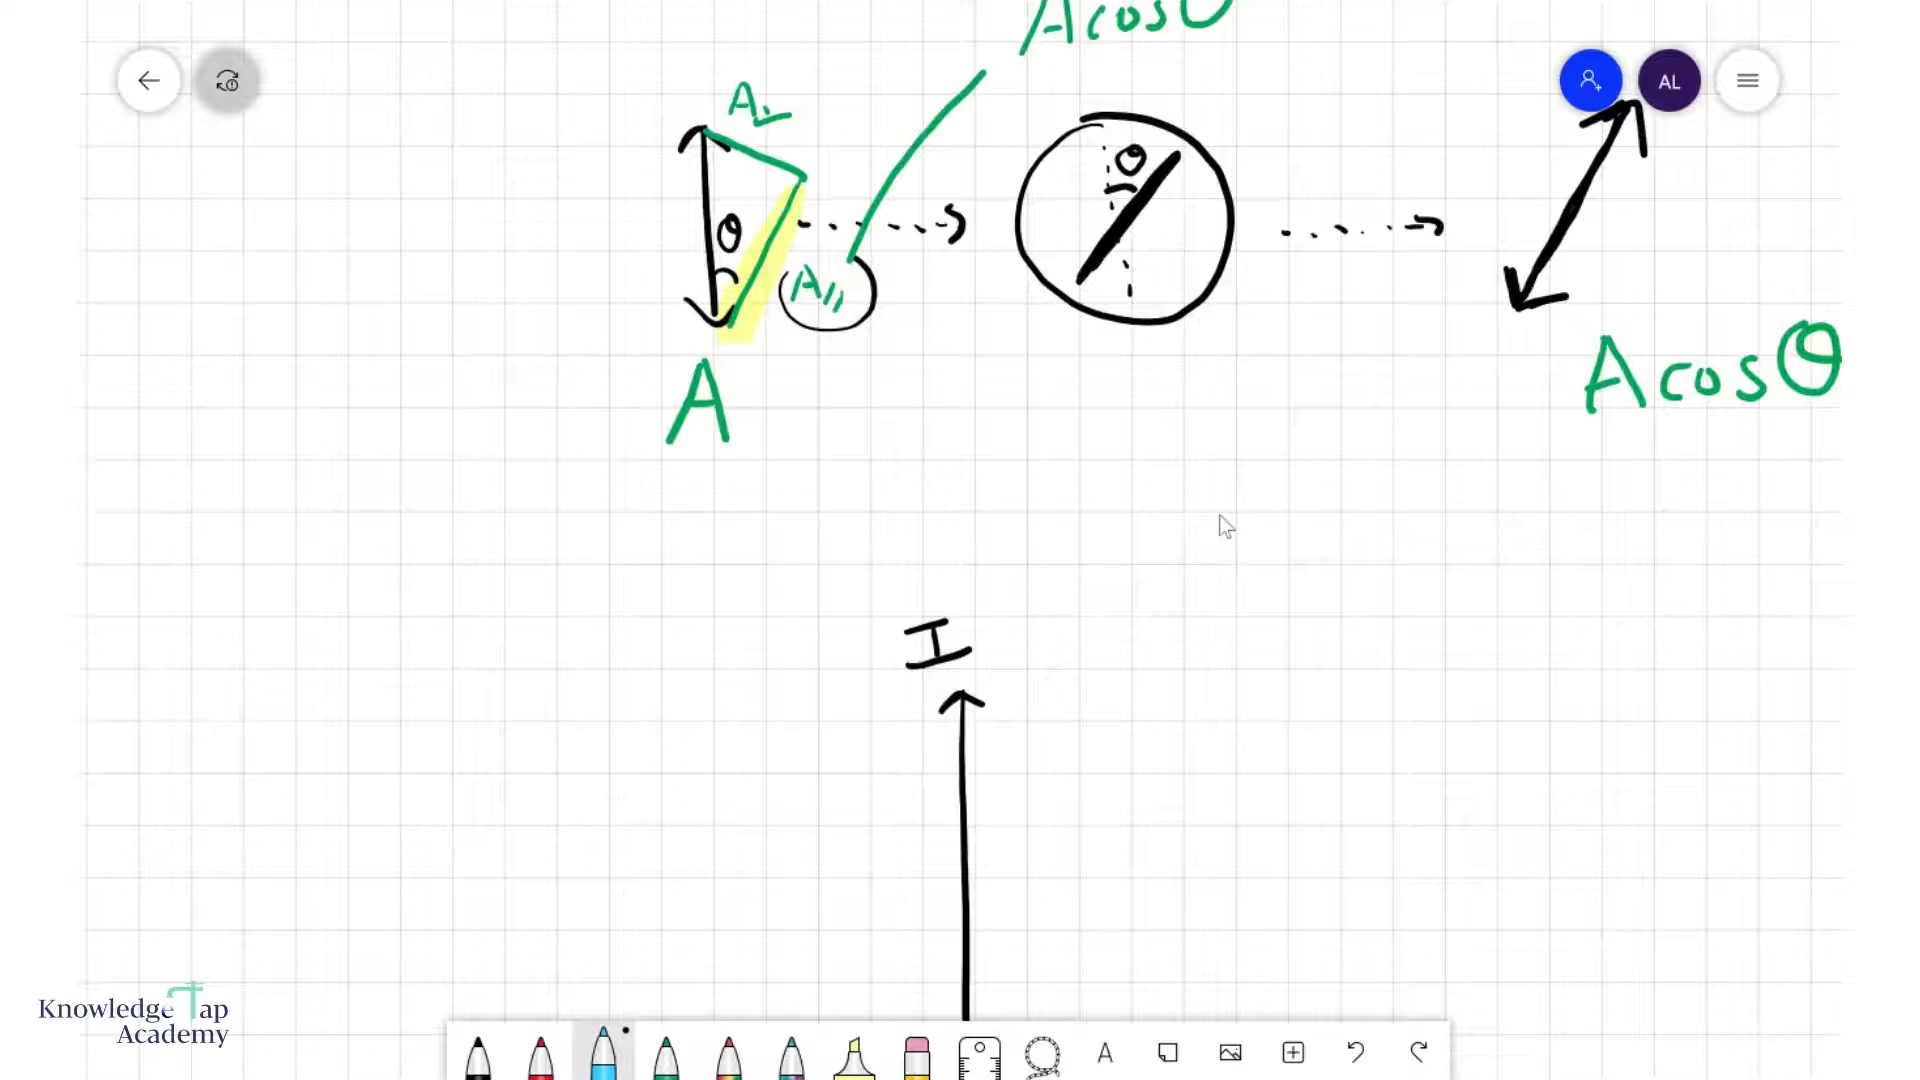 A cos θ
A⊥
AL
θ
θ
A//
A cos θ
A
I
Knowledge Tap
Academy
A